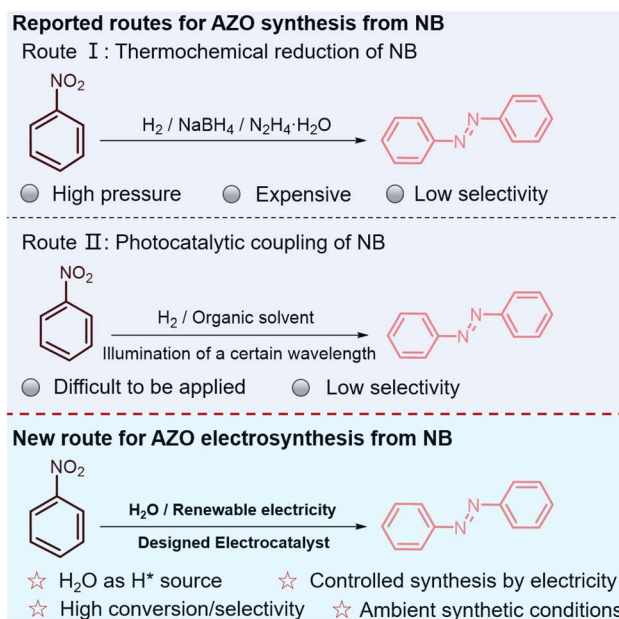 Reported routes for AZO synthesis from NB
Route Ⅰ: Thermochemical reduction of NB
NO₂
H₂ / NaBH₄ / N₂H₄·H₂O
N
N
High pressure Expensive Low selectivity
Route Ⅱ: Photocatalytic coupling of NB
NO₂
H₂ / Organic solvent
Illumination of a certain wavelength
N
N
Difficult to be applied Low selectivity
New route for AZO electrosynthesis from NB
NO₂
H₂O / Renewable electricity
Designed Electrocatalyst
N
N
H₂O as H* source Controlled synthesis by electricity
High conversion/selectivity Ambient synthetic conditions